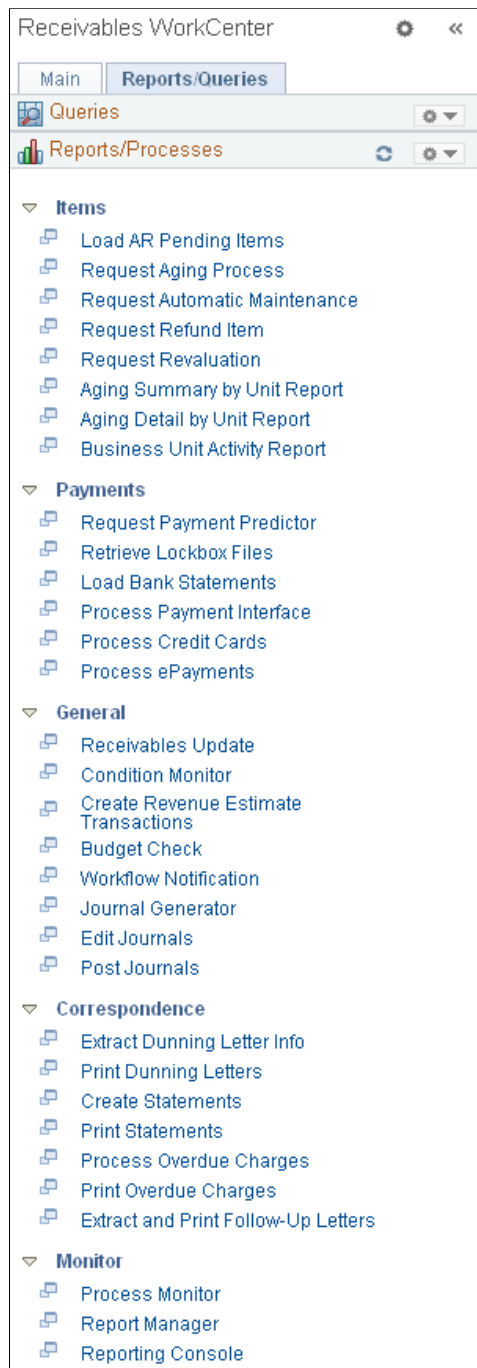 Receivables WorkCenter
Main
Reports/Queries
Queries
Reports/Processes
Items
Load AR Pending Items
Request Aging Process
Request Automatic Maintenance
Request Refund Item
Request Revaluation
Aging Summary by Unit Report
Aging Detail by Unit Report
Business Unit Activity Report
Payments
Request Payment Predictor
Retrieve Lockbox Files
Load Bank Statements
Process Payment Interface
Process Credit Cards
Process ePayments
General
Receivables Update
Condition Monitor
Create Revenue Estimate
Transactions
Budget Check
Workflow Notification
Journal Generator
Edit Journals
Post Journals
Correspondence
Extract Dunning Letter Info
Print Dunning Letters
Create Statements
Print Statements
Process Overdue Charges
Print Overdue Charges
Extract and Print Follow-Up Letters
Monitor
Process Monitor
Report Manager
Reporting Console